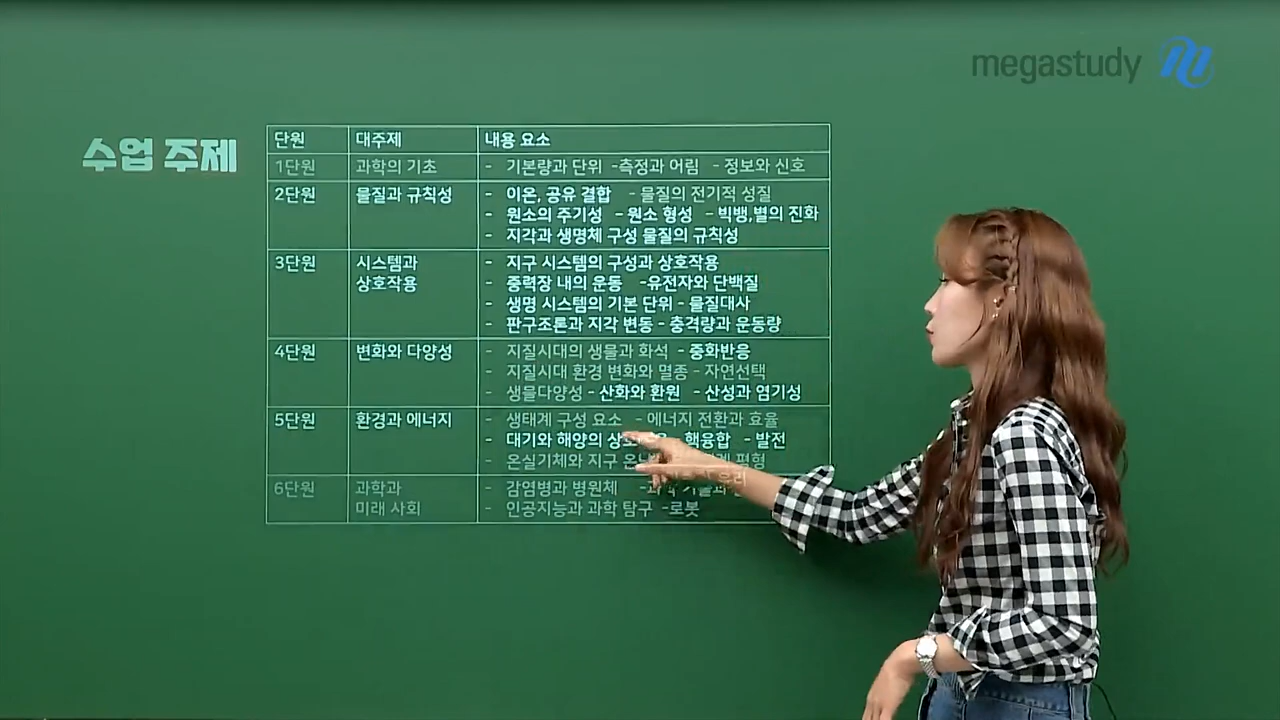 megastudy
수업 주제
단원 대주제 내용 요소
1단원 과학의 기초 - 기본량과 단위 -측정과 어림 - 정보와 신호
2단원 물질과 규칙성 - 이온, 공유 결합 - 물질의 전기적 성질
- 원소의 주기성 - 원소 형성 - 빅뱅,별의 진화
- 지각과 생명체 구성 물질의 규칙성
3단원 시스템과 - 지구 시스템의 구성과 상호작용
상호작용 - 중력장 내의 운동 -유전자와 단백질
- 생명 시스템의 기본 단위 - 물질대사
- 판구조론과 지각 변동 - 충격량과 운동량
4단원 변화와 다양성 - 지질시대의 생물과 화석 - 중화반응
- 지질시대 환경 변화와 멸종 - 자연선택
- 생물다양성 - 산화와 환원 - 산성과 염기성
5단원 환경과 에너지 - 생태계 구성 요소 - 에너지 전환과 효율
- 대기와 해양의 - 핵융합 - 발전
- 온실기체와 지구 평형
6단원 과학과 - 감염병과 병원체
미래 사회 - 인공지능과 과학 탐구 -로봇